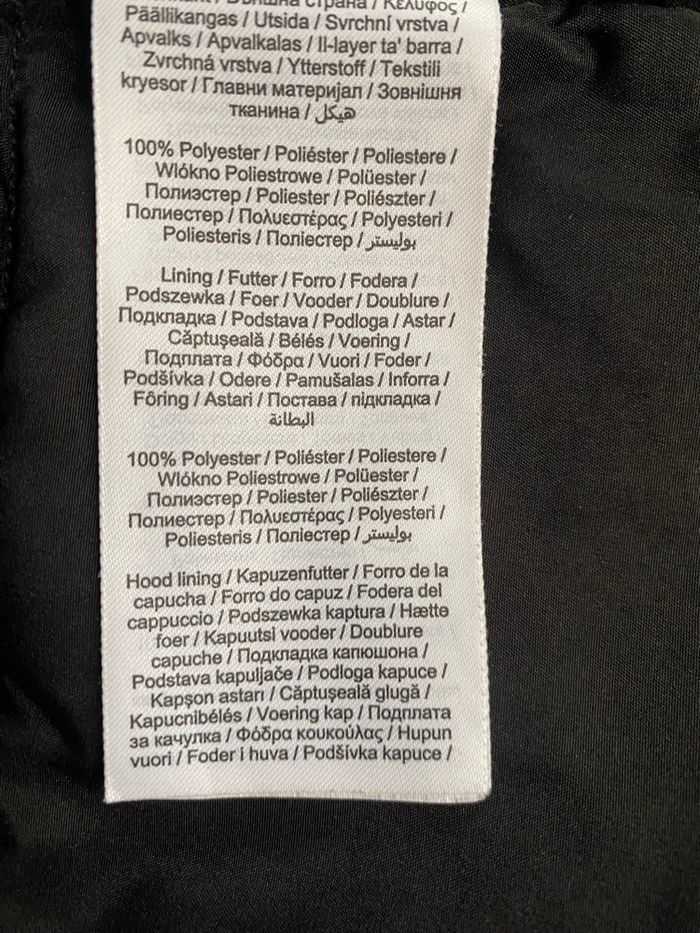 страна / Κέλυφος /
Päällikangas / Utsida / Svrchní vrstva /
Apvalks / Apvalkalas / Il-layer ta' barra /
Zvrchná vrstva / Ytterstoff / Tekstili
kryesor / Главни материјал / Зовнішня
тканина / هيكل
100% Polyester / Poliéster / Poliestere /
Wlókno Poliestrowe / Polüester /
Полиэстер / Poliester / Poliészter /
Полиестер / Πολυεστέρας / Polyesteri /
Poliesteris / Поліестер / بوليستر
Lining / Futter / Forro / Fodera /
Podszewka / Foer / Vooder / Doublure /
Подкладка / Podstava / Podloga / Astar /
Căptuşeală / Bélés / Voering /
Подплата / Φόδρα / Vuori / Foder /
Podšívka / Odere / Pamušalas / Inforra /
Fôring / Astari / Постава / підкладка /
البطانة
100% Polyester / Poliéster / Poliestere /
Wlókno Poliestrowe / Polüester /
Полиэстер / Poliester / Poliészter /
Полиестер / Πολυεστέρας / Polyesteri /
Poliesteris / Поліестер / بوليستر
Hood lining / Kapuzenfutter / Forro de la
capucha / Forro do capuz / Fodera del
cappuccio / Podszewka kaptura / Hætte
foer / Kapuutsi vooder / Doublure
capuche / Подкладка капюшона /
Podstava kapuljače / Podloga kapuce /
Kapşon astarı / Căptuşeală glugă /
Kapucnibélés / Voering kap / Подплата
за качулка / Φόδρα κουκούλας / Hupun
vuori / Foder i huva / Podšívka kapuce /